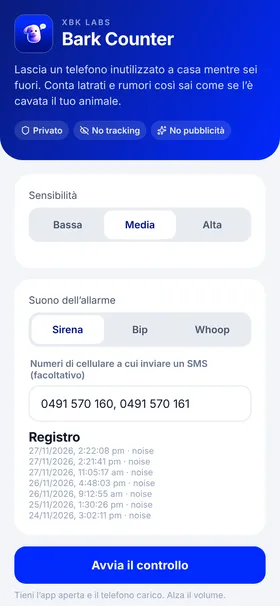 XBK LABS
Bark Counter
Lascia un telefono inutilizzato a casa mentre sei
fuori. Conta latrati e rumori così sai come se l'è
cavata il tuo animale.
Privato
No tracking
No pubblicità
Sensibilità
Bassa
Media
Alta
Suono dell'allarme
Sirena
Bip
Whoop
Numeri di cellulare a cui inviare un SMS
(facoltativo)
0491 570 160, 0491 570 161
Registro
27/11/2026, 2:22:08 pm · noise
27/11/2026, 2:21:41 pm · noise
27/11/2026, 11:05:17 am · noise
26/11/2026, 4:48:03 pm · noise
26/11/2026, 9:12:55 am · noise
25/11/2026, 1:30:26 pm · noise
24/11/2026, 3:02:11 pm · noise
Avvia il controllo
Tieni l'app aperta e il telefono carico. Alza il volume.